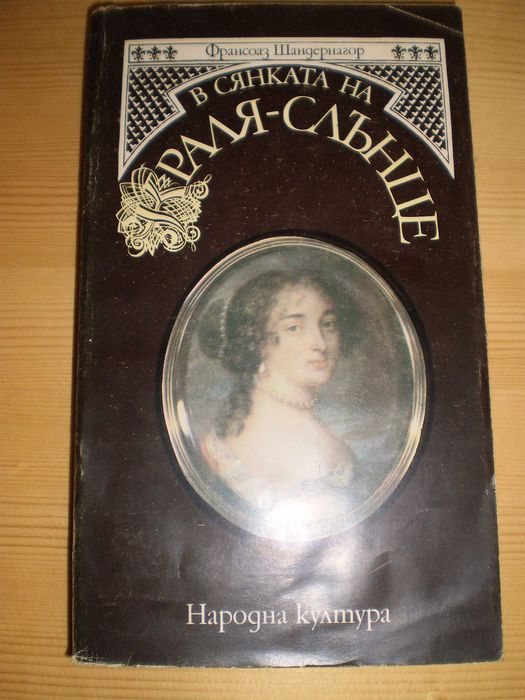 Франсоаз Шандернагор
В СЯНКАТА НА
КРАЛЯ-СЛЪНЦЕ
Народна култура